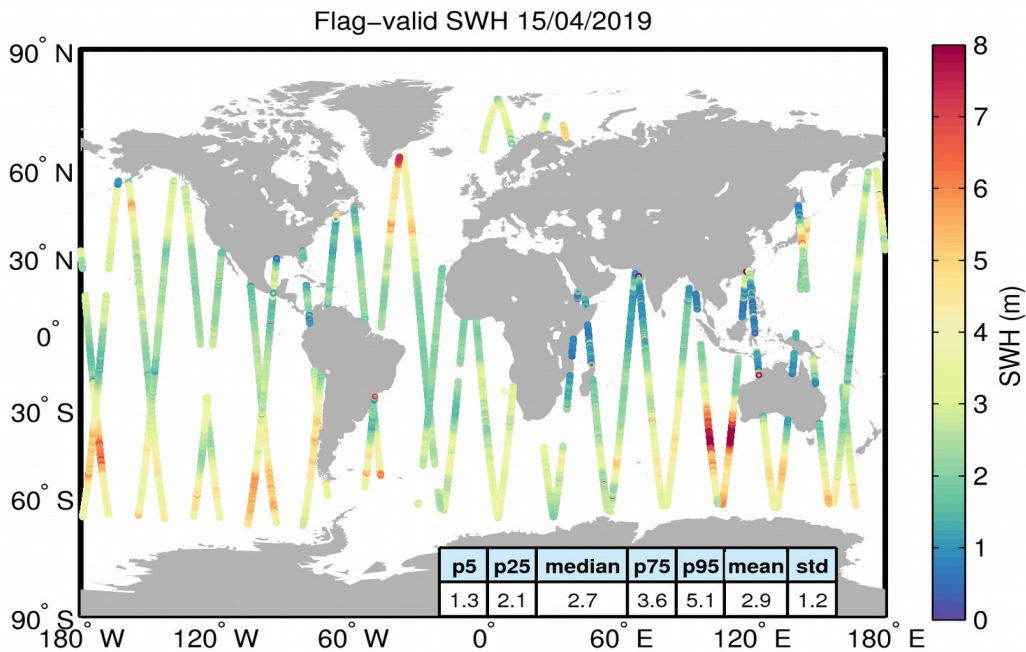 Flag−valid SWH 15/04/2019
90° N
60° N
30° N
0°
30° S
60° S
90° S
180° W
120° W
60° W
0°
60° E
120° E
180° E
p5 p25 median p75 p95 mean std
1.3 2.1 2.7 3.6 5.1 2.9 1.2
8
7
6
5
4
3
2
1
0
SWH (m)